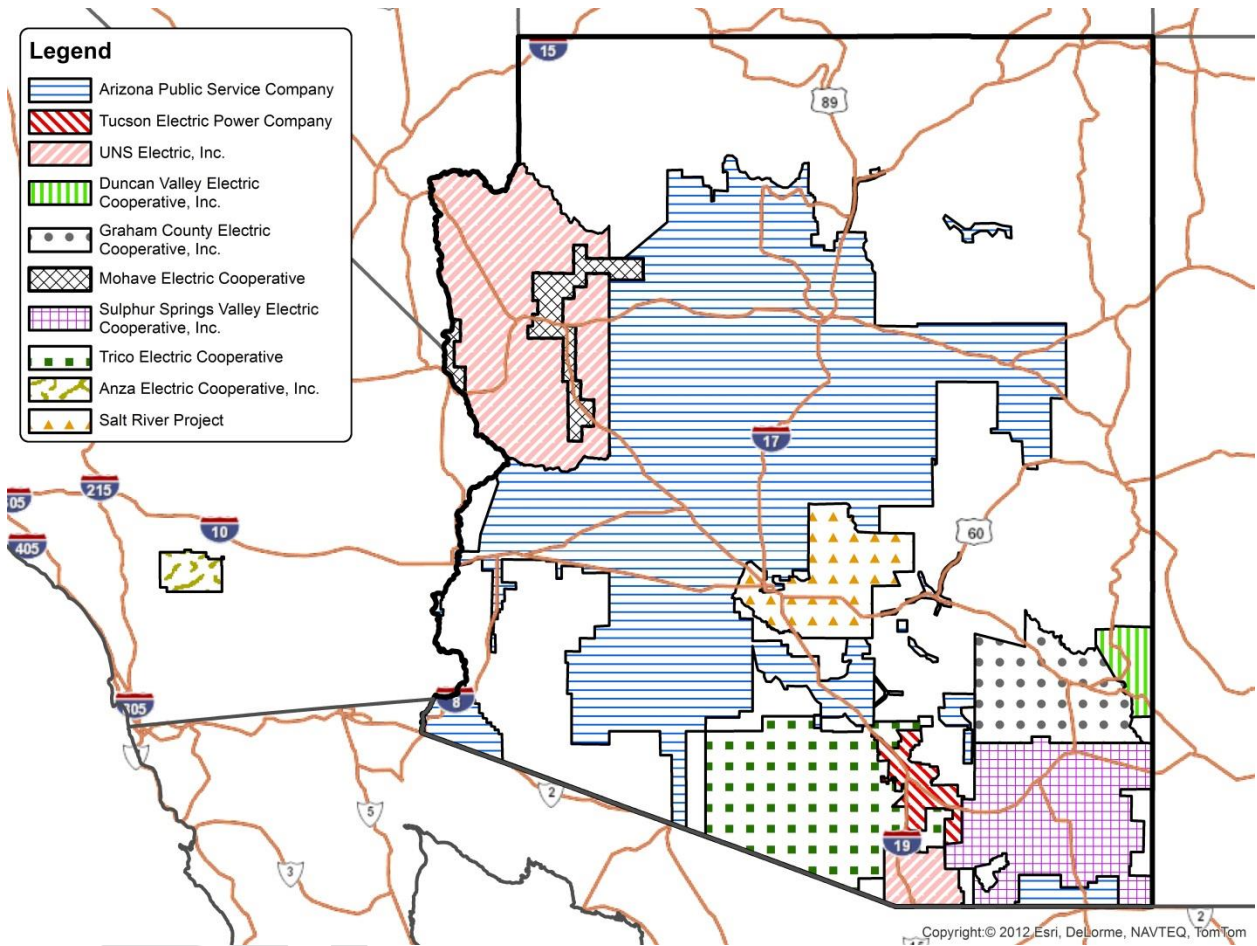 Legend
Arizona Public Service Company
Tucson Electric Power Company
UNS Electric, Inc.
Duncan Valley Electric
Cooperative, Inc.
Graham County Electric
Cooperative, Inc.
Mohave Electric Cooperative
Sulphur Springs Valley Electric
Cooperative, Inc.
Trico Electric Cooperative
Anza Electric Cooperative, Inc.
Salt River Project
15
89
17
215
10
405
60
8
2
5
3
19
2
Copyright:© 2012 Esri, DeLorme, NAVTEQ, TomTom